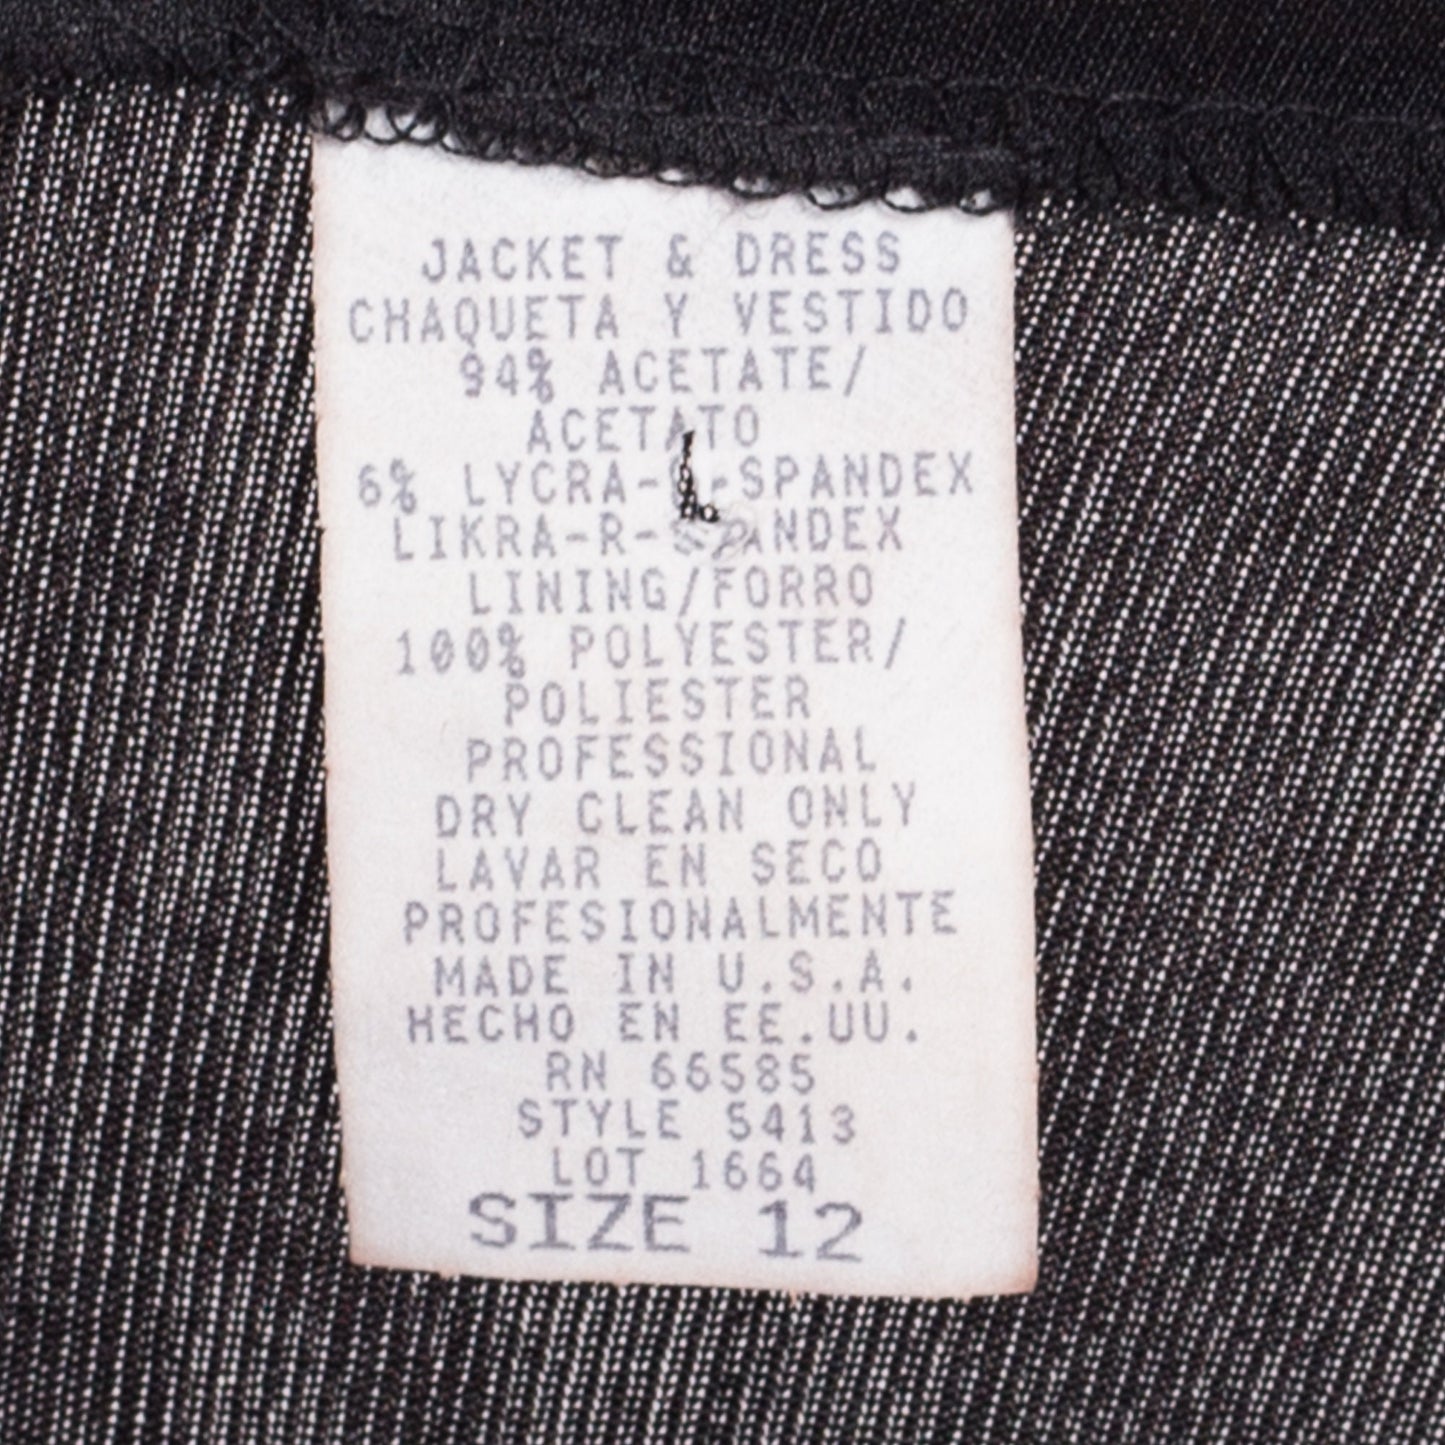 JACKET & DRESS
CHAQUETA Y VESTIDO
94% ACETATE/
ACETATO
6% LYCRA-R-SPANDEX
LIKRA-R-SPANDEX
LINING/FORRO
100% POLYESTER/
POLIESTER
PROFESSIONAL
DRY CLEAN ONLY
LAVAR EN SECO
PROFESIONALMENTE
MADE IN U.S.A.
HECHO EN EE.UU.
RN 66585
STYLE 5413
LOT 1664
SIZE 12